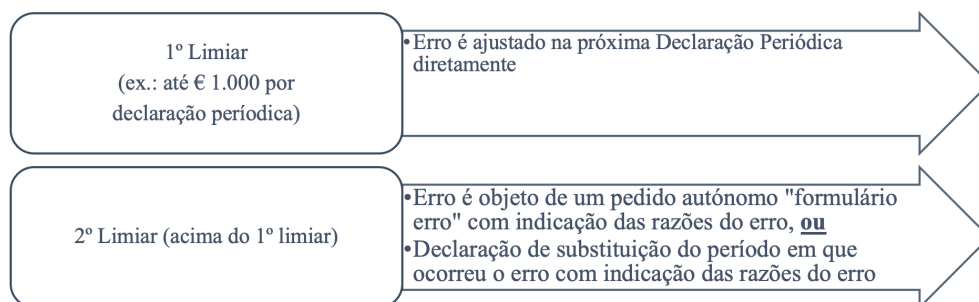 1º Limiar
(ex.: até € 1.000 por
declaração períodica)
•Erro é ajustado na próxima Declaração Periódica
diretamente
2º Limiar (acima do 1º limiar)
•Erro é objeto de um pedido autónomo "formulário
erro" com indicação das razões do erro, ou
•Declaração de substituição do período em que
ocorreu o erro com indicação das razões do erro